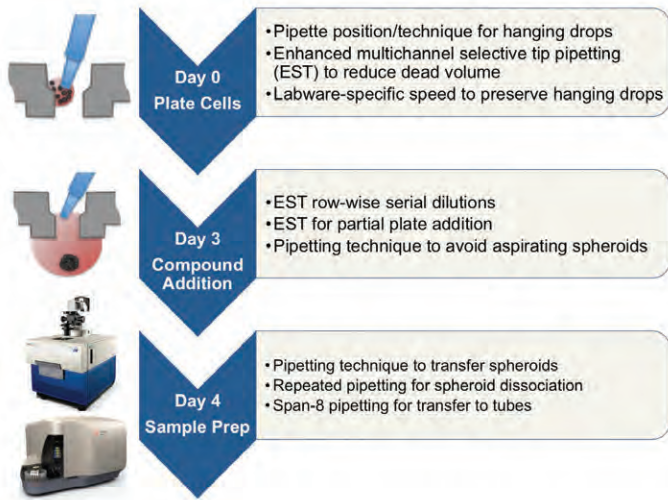 Day 0
Plate Cells
•Pipette position/technique for hanging drops
•Enhanced multichannel selective tip pipetting
(EST) to reduce dead volume
•Labware-specific speed to preserve hanging drops
Day 3
Compound
Addition
•EST row-wise serial dilutions
•EST for partial plate addition
•Pipetting technique to avoid aspirating spheroids
Day 4
Sample Prep
•Pipetting technique to transfer spheroids
•Repeated pipetting for spheroid dissociation
•Span-8 pipetting for transfer to tubes